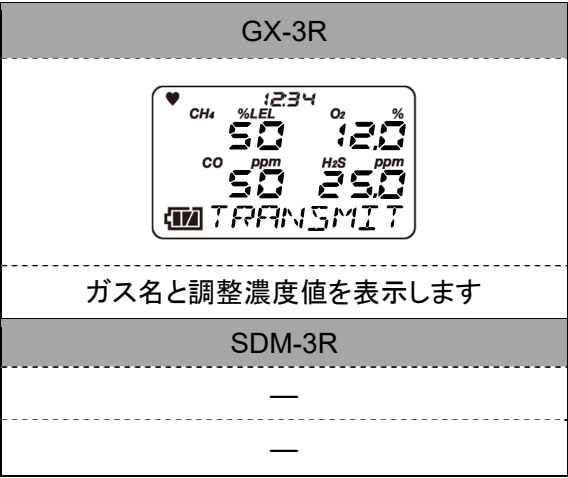 GX-3R
♥ 12:34
CH₄ %LEL O₂ %
50 12.0
CO ppm H₂S ppm
50 25.0
TRANSMIT
ガス名と調整濃度値を表示します
SDM-3R
—
—